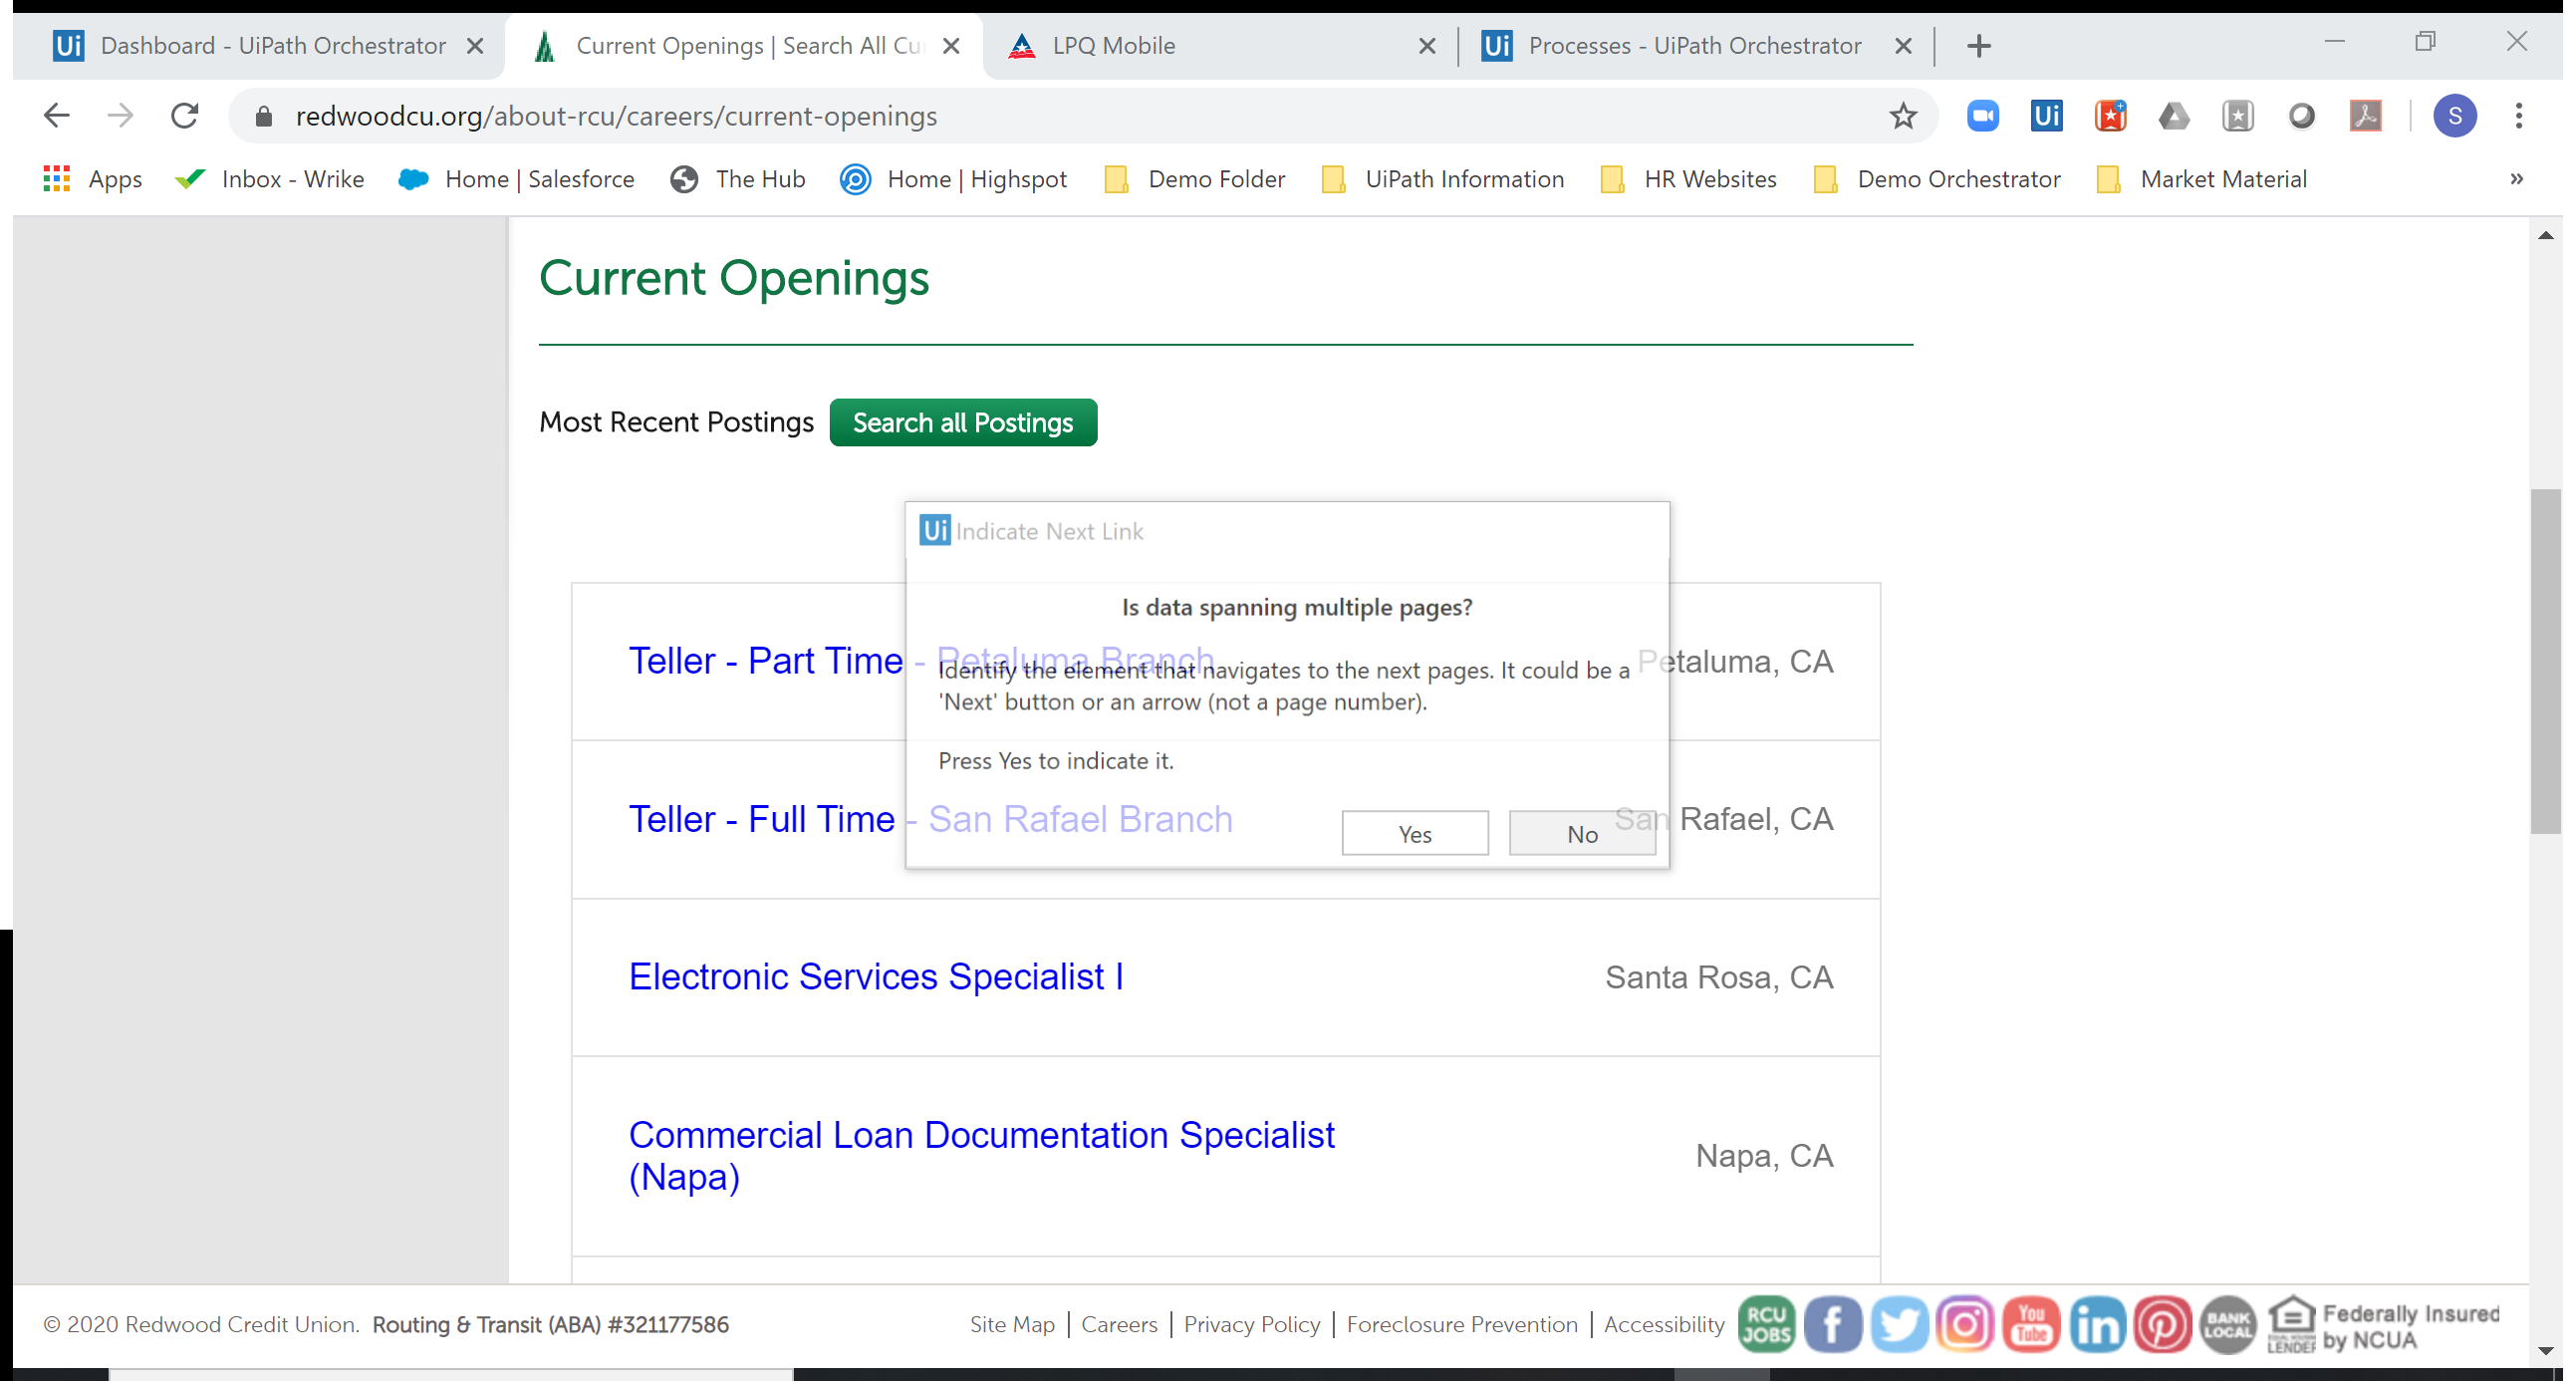 Dashboard - UiPath Orchestrator
Current Openings | Search All Cu
LPQ Mobile
Processes - UiPath Orchestrator
redwoodcu.org/about-rcu/careers/current-openings
Ui
S
Apps
Inbox - Wrike
Home | Salesforce
The Hub
Home | Highspot
Demo Folder
UiPath Information
HR Websites
Demo Orchestrator
Market Material
»
Current Openings
Most Recent Postings
Search all Postings
Ui Indicate Next Link
Is data spanning multiple pages?
Teller - Part Time - Petaluma Branch
Petaluma, CA
Identify the element that navigates to the next pages. It could be a
'Next' button or an arrow (not a page number).
Press Yes to indicate it.
Teller - Full Time - San Rafael Branch
San Rafael, CA
Yes
No
Electronic Services Specialist I
Santa Rosa, CA
Commercial Loan Documentation Specialist
(Napa)
Napa, CA
© 2020 Redwood Credit Union. Routing & Transit (ABA) #321177586
Site Map | Careers | Privacy Policy | Foreclosure Prevention | Accessibility
RCU
JOBS
You
Tube
in
BANK
LOCAL
EQUAL HOUSING
LENDER
Federally Insured
by NCUA